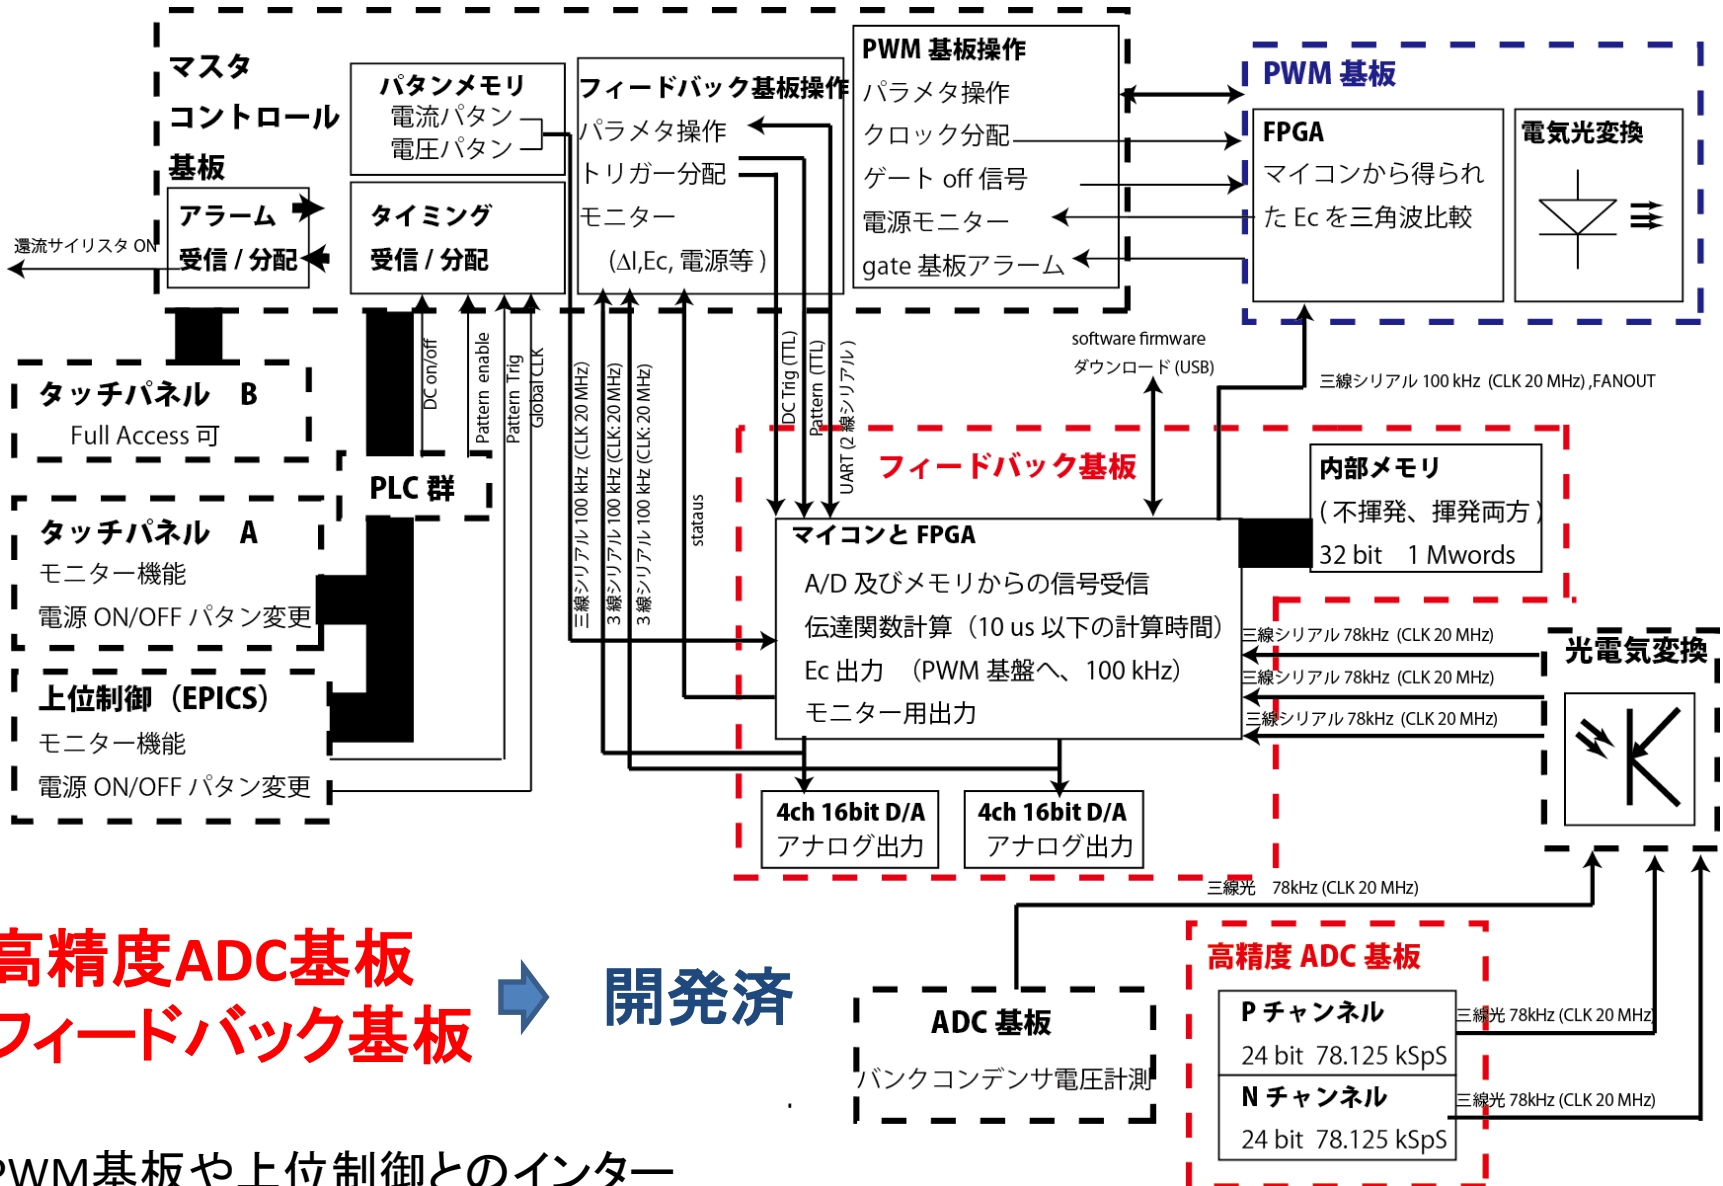 マスタ
コントロール
基板
パタンメモリ
電流パタン
電圧パタン
フィードバック基板操作
パラメタ操作
トリガー分配
モニター
(ΔI,Ec, 電源等 )
PWM 基板操作
パラメタ操作
クロック分配
ゲート off 信号
電源モニター
gate 基板アラーム
PWM 基板
FPGA
マイコンから得られ
た Ec を三角波比較
電気光変換
アラーム
受信 / 分配
タイミング
受信 / 分配
還流サイリスタ ON
タッチパネル B
Full Access 可
タッチパネル A
モニター機能
電源 ON/OFF パタン変更
上位制御（EPICS）
モニター機能
電源 ON/OFF パタン変更
PLC 群
DC on/off
Pattern enable
Pattern Trig
Global CLK
三線シリアル 100 kHz (CLK 20 MHz)
3 線シリアル 100 kHz (CLK: 20 MHz)
3 線シリアル 100 kHz (CLK: 20 MHz)
stataus
DC Trig (TTL)
Pattern (TTL)
UART (2 線シリアル )
software firmware
ダウンロード (USB)
三線シリアル 100 kHz (CLK 20 MHz) ,FANOUT
フィードバック基板
内部メモリ
( 不揮発、揮発両方 )
32 bit 1 Mwords
マイコンと FPGA
A/D 及びメモリからの信号受信
伝達関数計算（10 us 以下の計算時間）
Ec 出力 （PWM 基盤へ、100 kHz）
モニター用出力
4ch 16bit D/A
アナログ出力
4ch 16bit D/A
アナログ出力
三線シリアル 78kHz (CLK 20 MHz)
三線シリアル 78kHz (CLK 20 MHz)
三線シリアル 78kHz (CLK 20 MHz)
光電気変換
三線光 78kHz (CLK 20 MHz)
高精度 ADC 基板
P チャンネル
24 bit 78.125 kSpS
N チャンネル
24 bit 78.125 kSpS
三線光 78kHz (CLK 20 MHz)
三線光 78kHz (CLK 20 MHz)
ADC 基板
バンクコンデンサ電圧計測
高精度ADC基板
フィードバック基板
開発済
PWM基板や上位制御とのインター